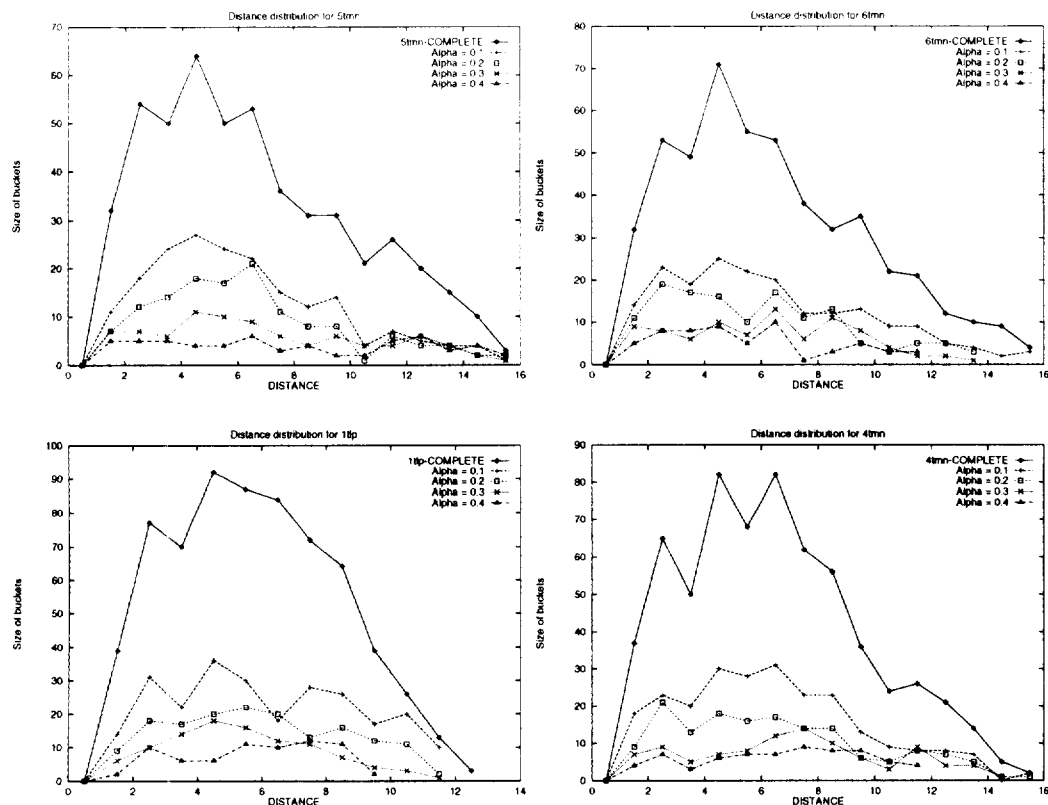 Distance distribution for 5tmn
70
60
50
40
30
20
10
0
0 2 4 6 8 10 12 14 16
DISTANCE
Size of buckets
5tmn-COMPLETE
Alpha = 0.1
Alpha = 0.2
Alpha = 0.3
Alpha = 0.4
Distance distribution for 6tmn
80
70
60
50
40
30
20
10
0
0 2 4 6 8 10 12 14 16
DISTANCE
Size of buckets
6tmn-COMPLETE
Alpha = 0.1
Alpha = 0.2
Alpha = 0.3
Alpha = 0.4
Distance distribution for 1tlp
100
90
80
70
60
50
40
30
20
10
0
0 2 4 6 8 10 12 14
DISTANCE
Size of buckets
1tlp-COMPLETE
Alpha = 0.1
Alpha = 0.2
Alpha = 0.3
Alpha = 0.4
Distance distribution for 4tmn
90
80
70
60
50
40
30
20
10
0
0 2 4 6 8 10 12 14 16
DISTANCE
Size of buckets
4tmn-COMPLETE
Alpha = 0.1
Alpha = 0.2
Alpha = 0.3
Alpha = 0.4